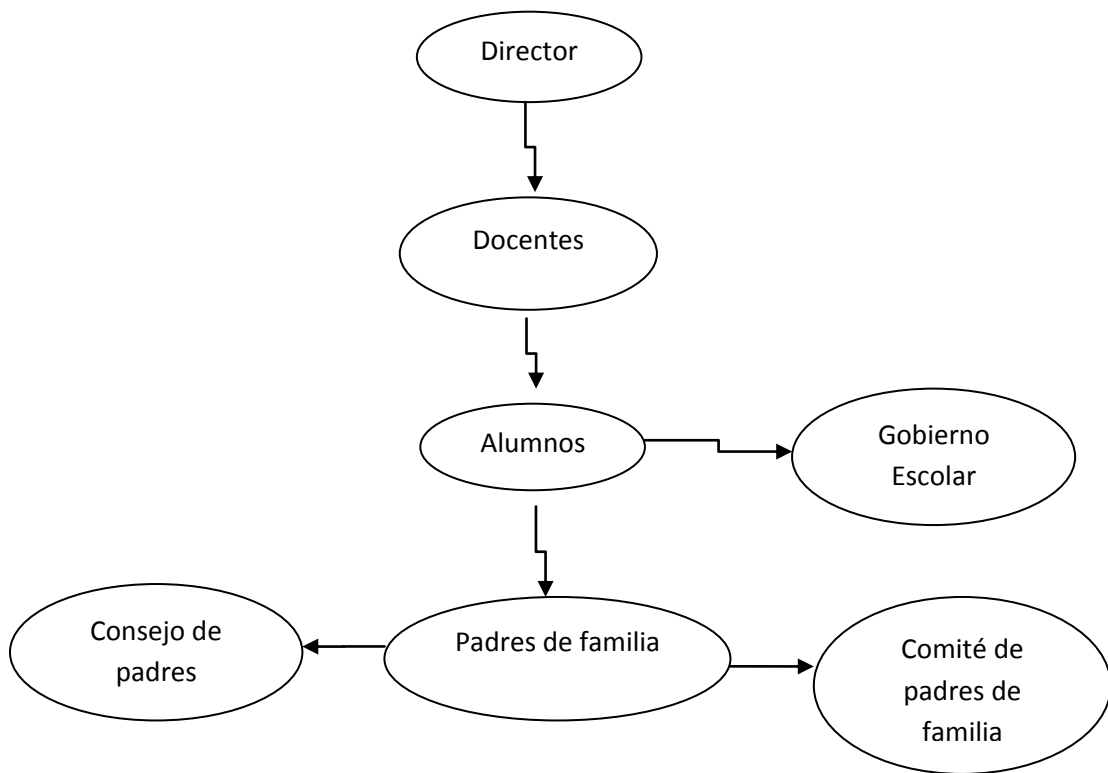 Director
Docentes
Alumnos
Gobierno
Escolar
Consejo de
padres
Padres de familia
Comité de
padres de
familia